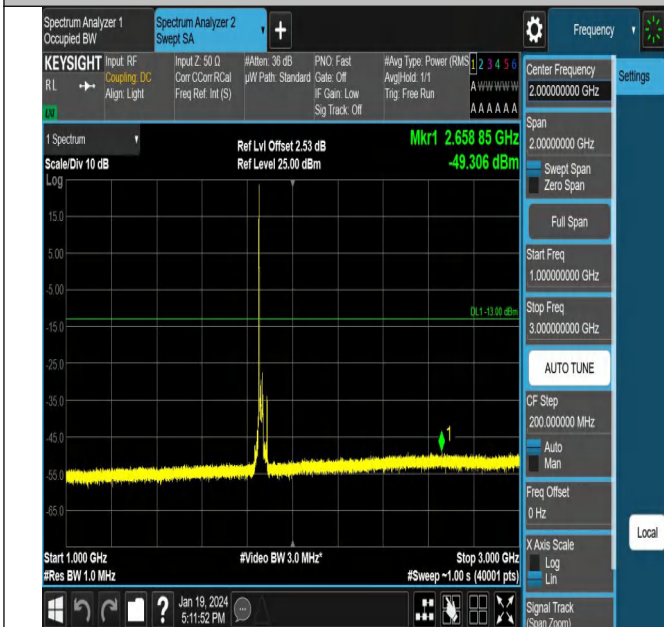 Spectrum Analyzer 1
Occupied BW
Spectrum Analyzer 2
Swept SA
+
Frequency
KEYSIGHT
RL
LXI
Input: RF
Coupling: DC
Align: Light
Input Z: 50 Ω
Corr CCorr RCal
Freq Ref: Int (S)
#Atten: 36 dB
µW Path: Standard
PNO: Fast
Gate: Off
IF Gain: Low
Sig Track: Off
#Avg Type: Power (RMS
Avg|Hold: 1/1
Trig: Free Run
1 2 3 4 5 6
A W W W W W
A A A A A A
1 Spectrum
Scale/Div 10 dB
Log
Ref Lvl Offset 2.53 dB
Ref Level 25.00 dBm
Mkr1 2.658 85 GHz
-49.306 dBm
15.0
5.00
-5.00
-15.0
-25.0
-35.0
-45.0
-55.0
-65.0
DL1 -13.00 dBm
1
Start 1.000 GHz
#Res BW 1.0 MHz
#Video BW 3.0 MHz*
Stop 3.000 GHz
#Sweep ~1.00 s (40001 pts)
Jan 19, 2024
5:11:52 PM
Center Frequency
2.00000000 GHz
Settings
Span
2.00000000 GHz
Swept Span
Zero Span
Full Span
Start Freq
1.000000000 GHz
Stop Freq
3.000000000 GHz
AUTO TUNE
CF Step
200.000000 MHz
Auto
Man
Freq Offset
0 Hz
X Axis Scale
Log
Lin
Local
Signal Track
(Span Zoom)